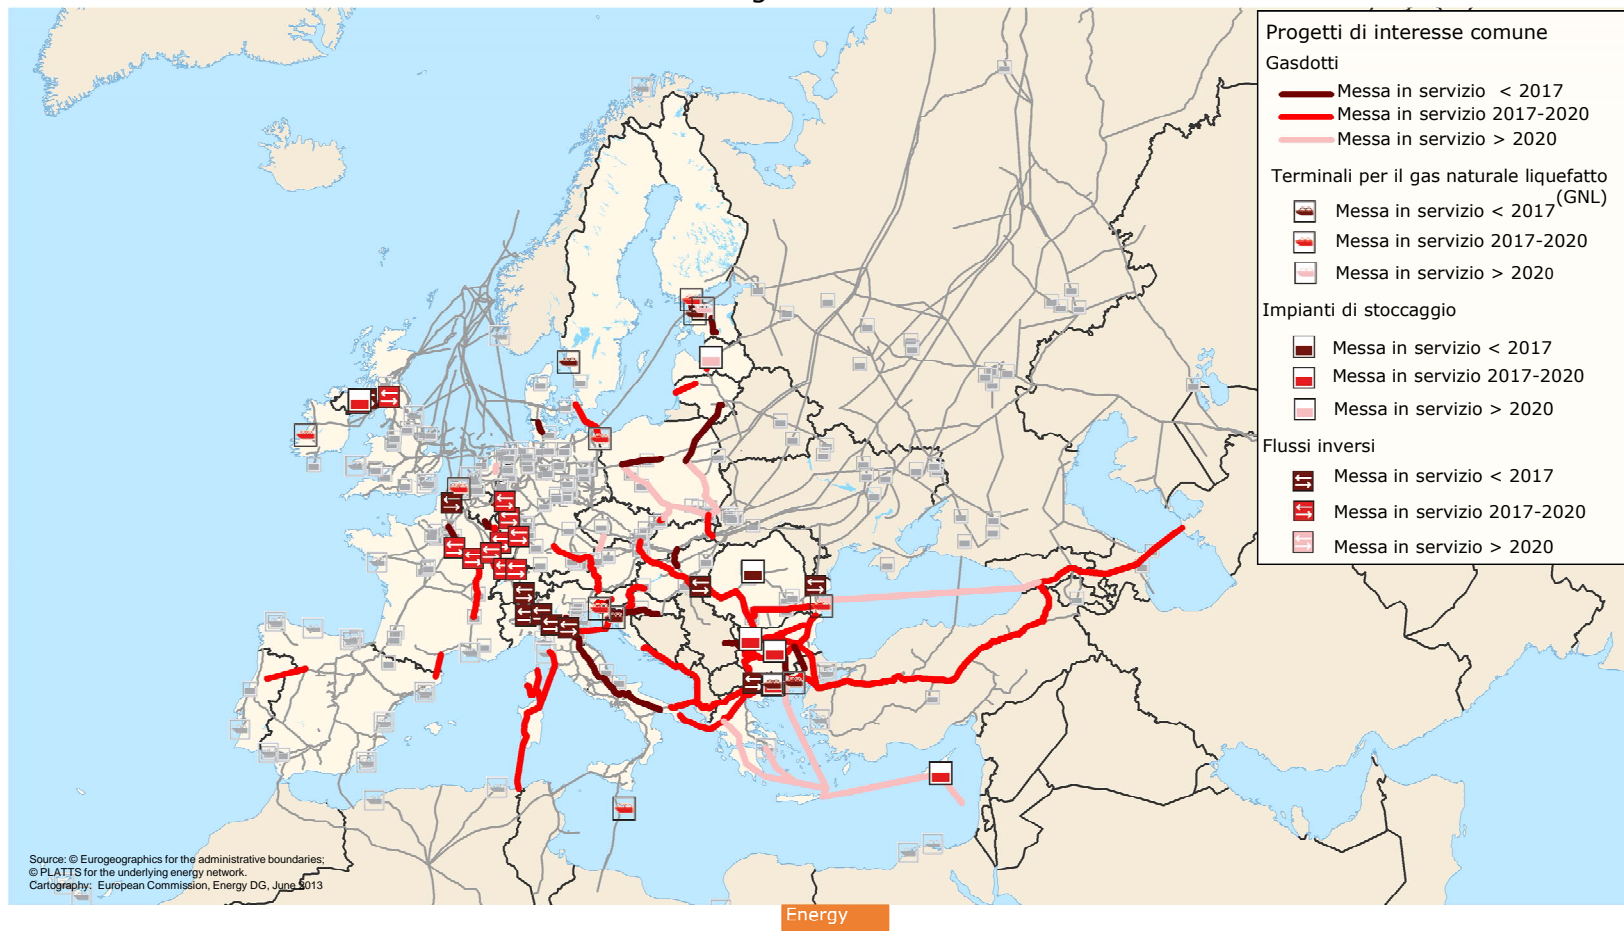 Progetti di interesse comune
Gasdotti
Messa in servizio < 2017
Messa in servizio 2017-2020
Messa in servizio > 2020
Terminali per il gas naturale liquefatto
(GNL)
Messa in servizio < 2017
Messa in servizio 2017-2020
Messa in servizio > 2020
Impianti di stoccaggio
Messa in servizio < 2017
Messa in servizio 2017-2020
Messa in servizio > 2020
Flussi inversi
Messa in servizio < 2017
Messa in servizio 2017-2020
Messa in servizio > 2020
Source: © Eurogeographics for the administrative boundaries;
© PLATTS for the underlying energy network.
Cartography: European Commission, Energy DG, June 2013
Energy